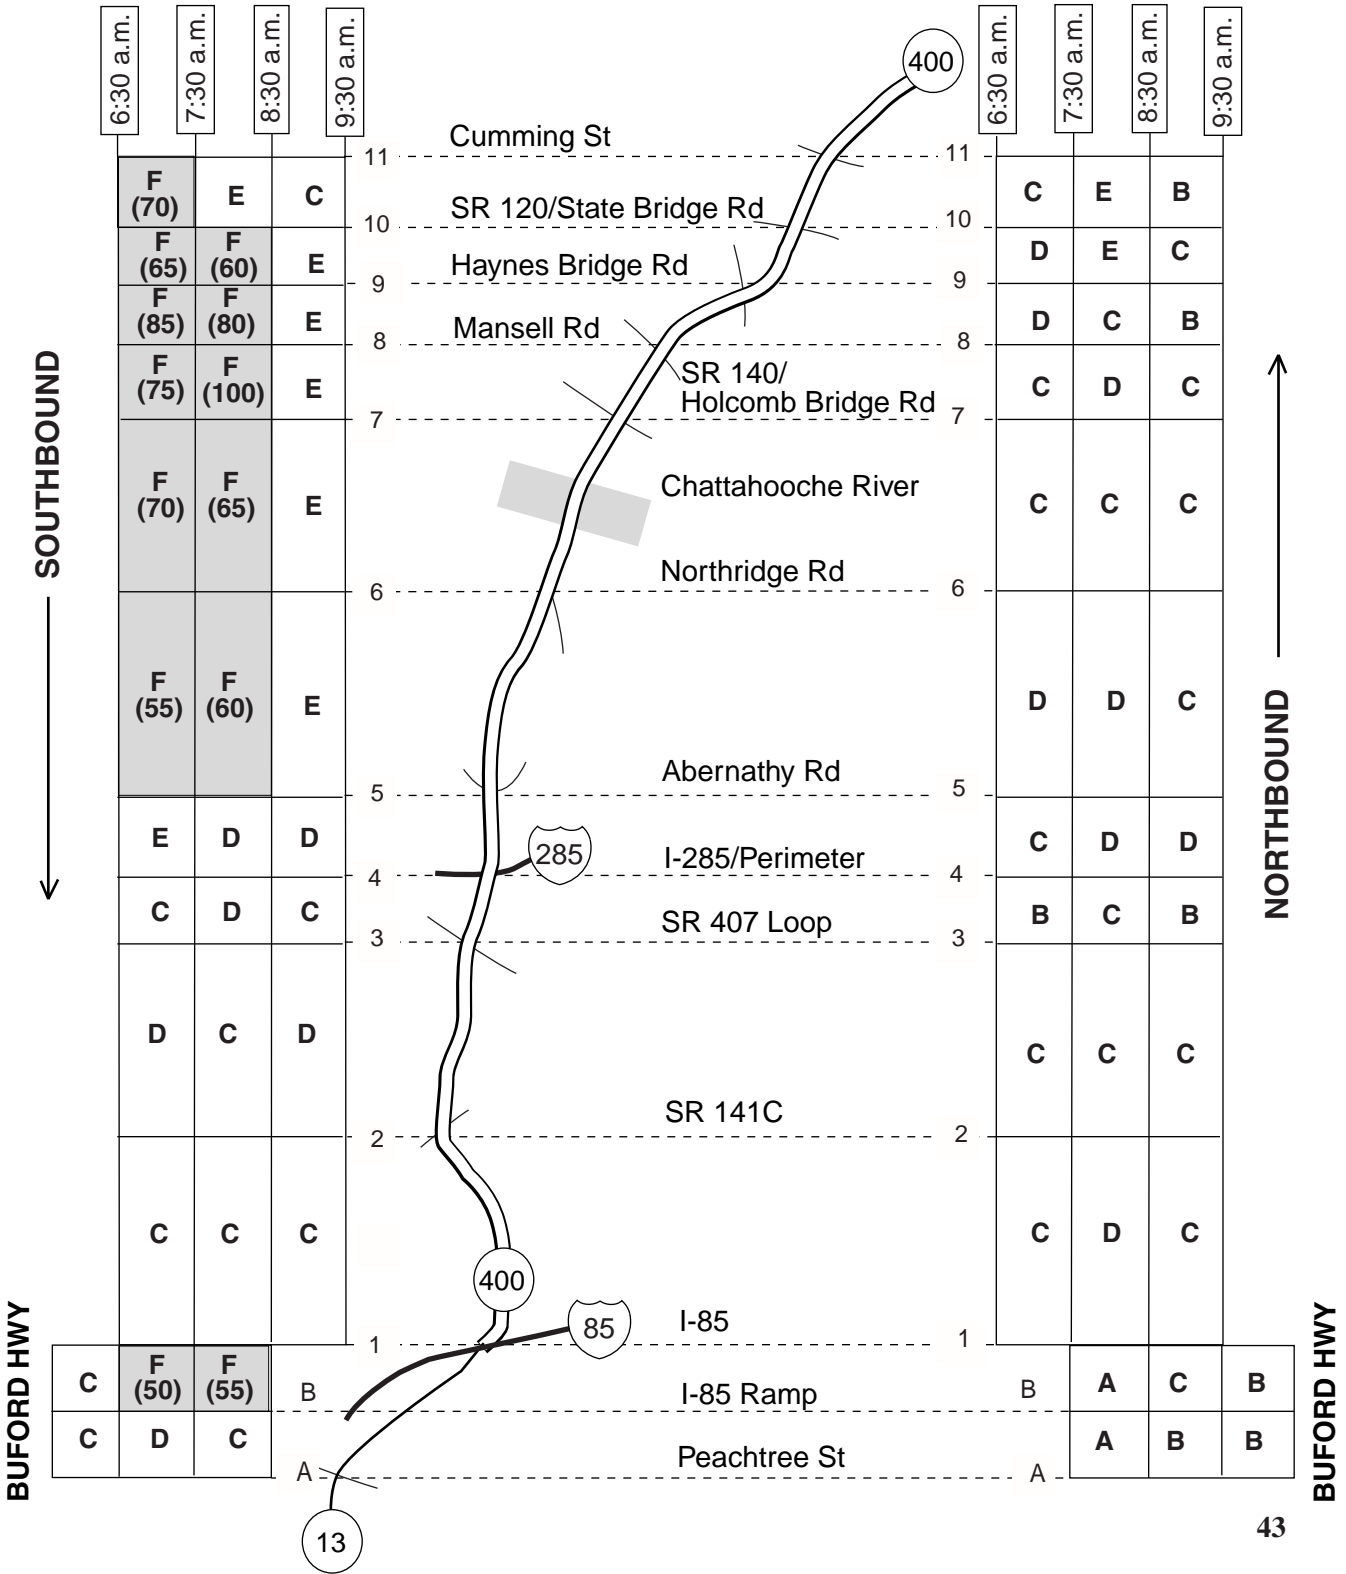 6:30 a.m. 7:30 a.m. 8:30 a.m. 9:30 a.m. 400 6:30 a.m. 7:30 a.m. 8:30 a.m. 9:30 a.m.
Cumming St
11 11
F E C C E B
(70)
SR 120/State Bridge Rd
10 10
F F E D E C
(65) (60)
Haynes Bridge Rd
9 9
F F E D C B
(85) (80)
Mansell Rd
8 8
F F E C D C
(75) (100)
SR 140/
Holcomb Bridge Rd
7 7
SOUTHBOUND
F F E C C C
(70) (65)
Chattahooche River
Northridge Rd
6 6
F F E D D C
(55) (60)
NORTHBOUND
Abernathy Rd
5 5
E D D C D D
285
I-285/Perimeter
4 4
C D C B C B
SR 407 Loop
3 3
D C D C C C
SR 141C
2 2
C C C C D C
400
I-85
85
1 1
BUFORD HWY
C F F B B A C B
(50) (55)
I-85 Ramp
BUFORD HWY
C D C A B B
Peachtree St
A A
13
43